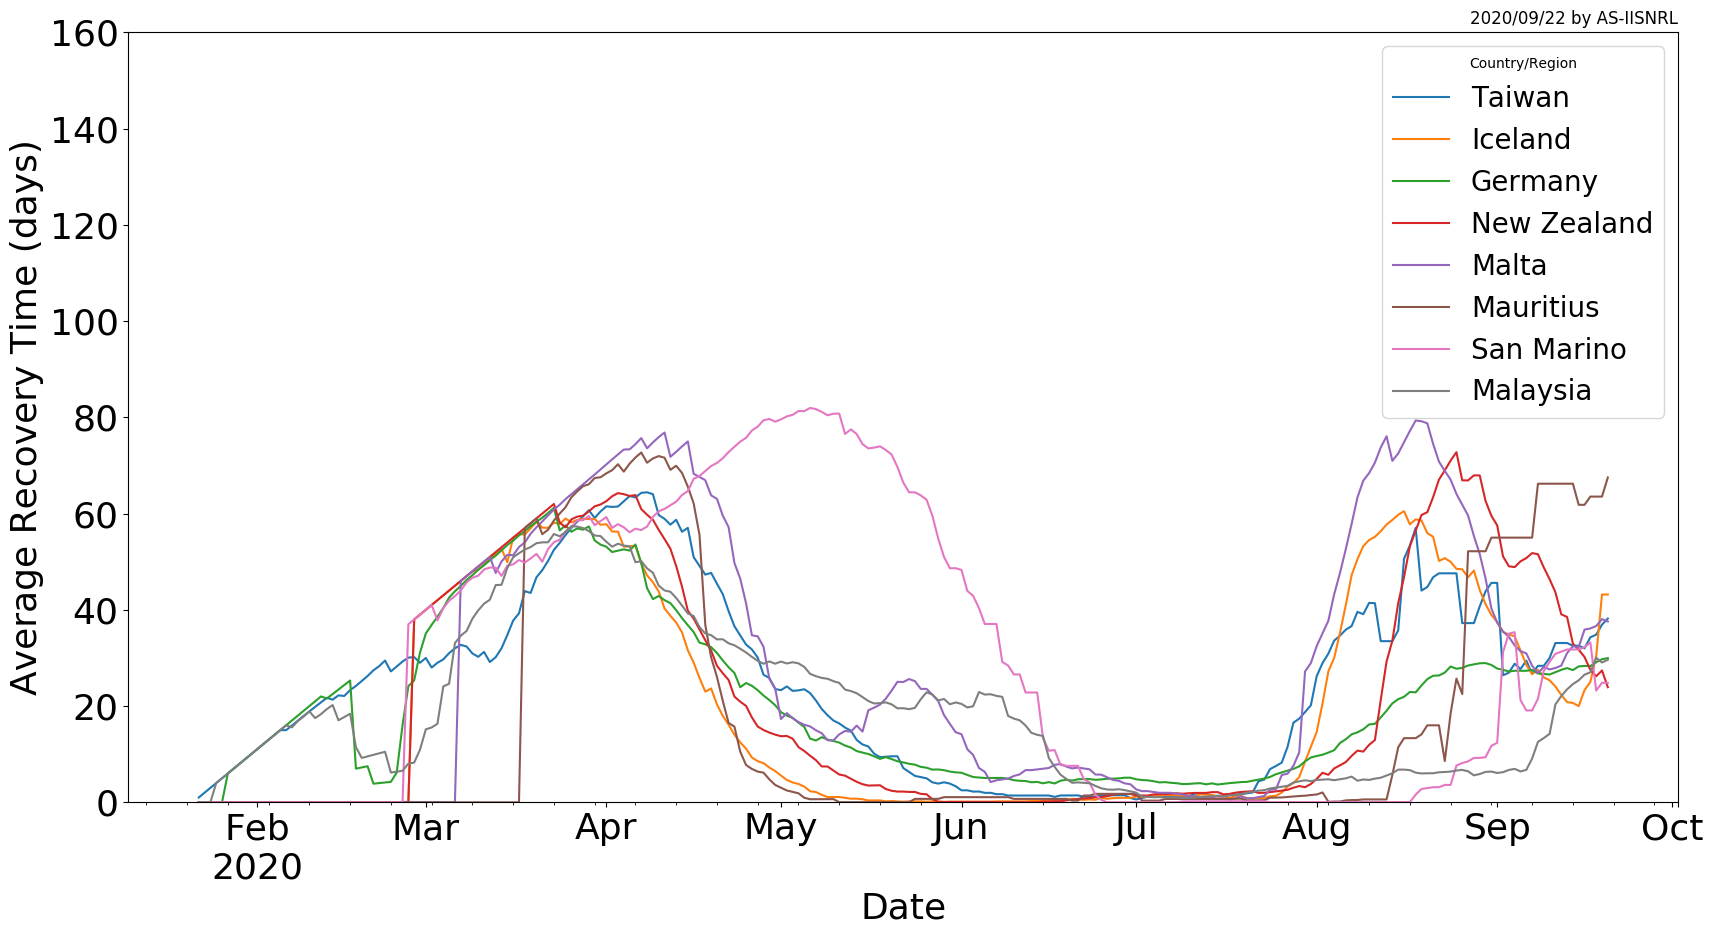 2020/09/22 by AS-IISNRL
Average Recovery Time (days)
160
140
120
100
80
60
40
20
0
Country/Region
Taiwan
Iceland
Germany
New Zealand
Malta
Mauritius
San Marino
Malaysia
Feb Mar Apr May Jun Jul Aug Sep Oct
2020
Date